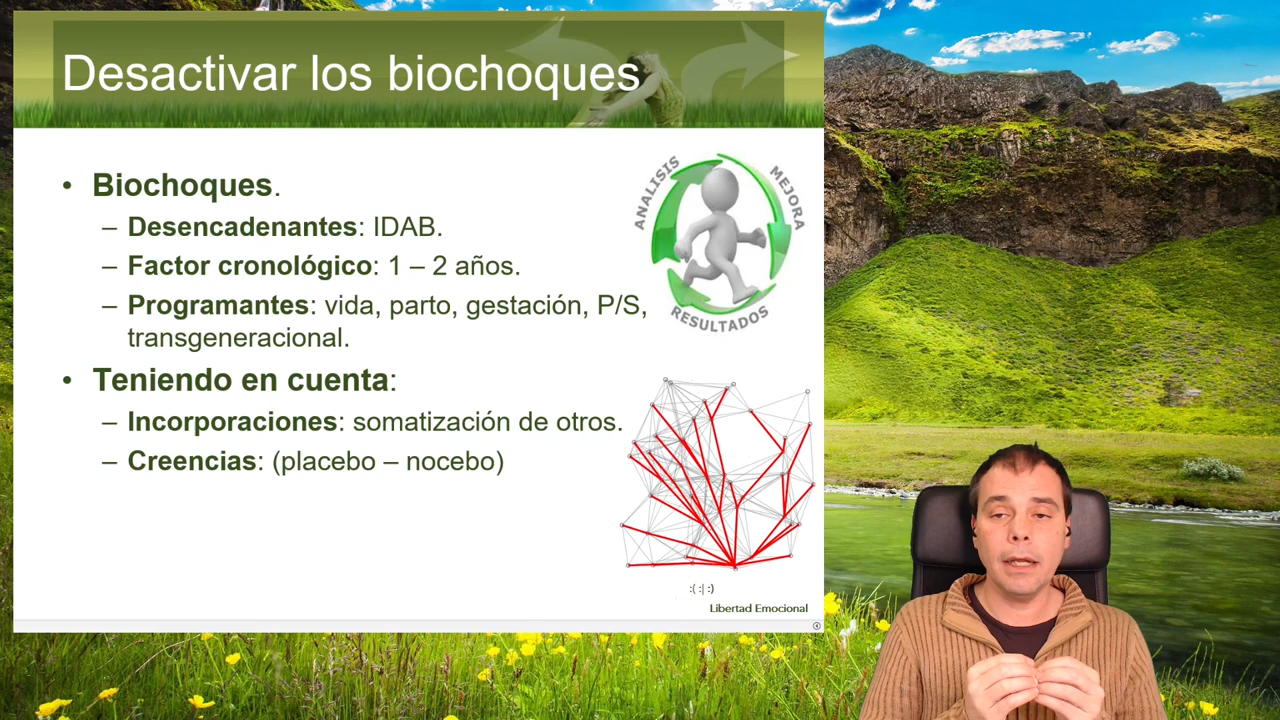 Desactivar los biochoques
• Biochoques.
– Desencadenantes: IDAB.
– Factor cronológico: 1 – 2 años.
– Programantes: vida, parto, gestación, P/S,
transgeneracional.
• Teniendo en cuenta:
– Incorporaciones: somatización de otros.
– Creencias: (placebo – nocebo)
ANALISIS
MEJORA
RESULTADOS
:( :| :)
Libertad Emocional